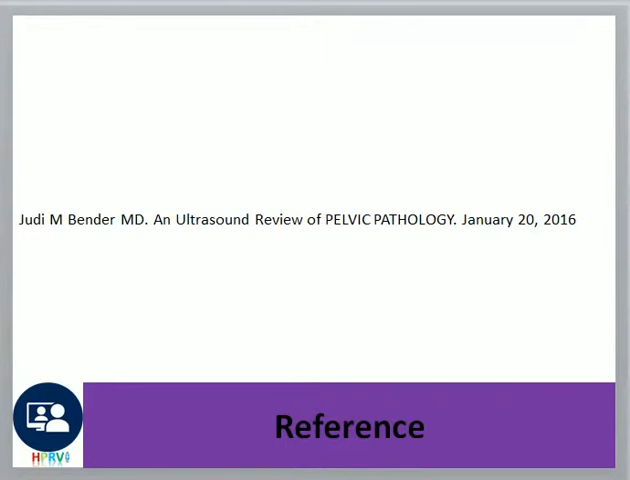 Judi M Bender MD. An Ultrasound Review of PELVIC PATHOLOGY. January 20, 2016
Reference
HPRV